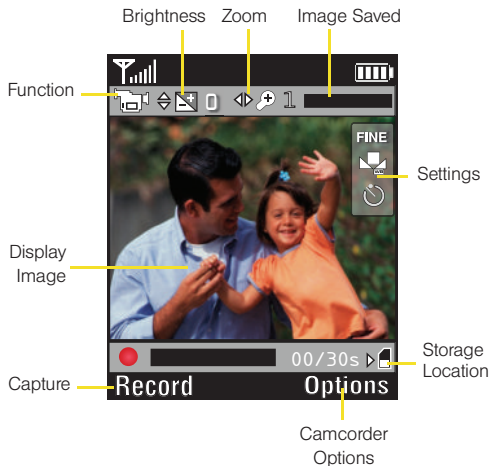 Brightness Zoom Image Saved
Function
0 1
FINE
Settings
Display
Image
00/30s
Storage
Location
Capture
Record Options
Camcorder
Options